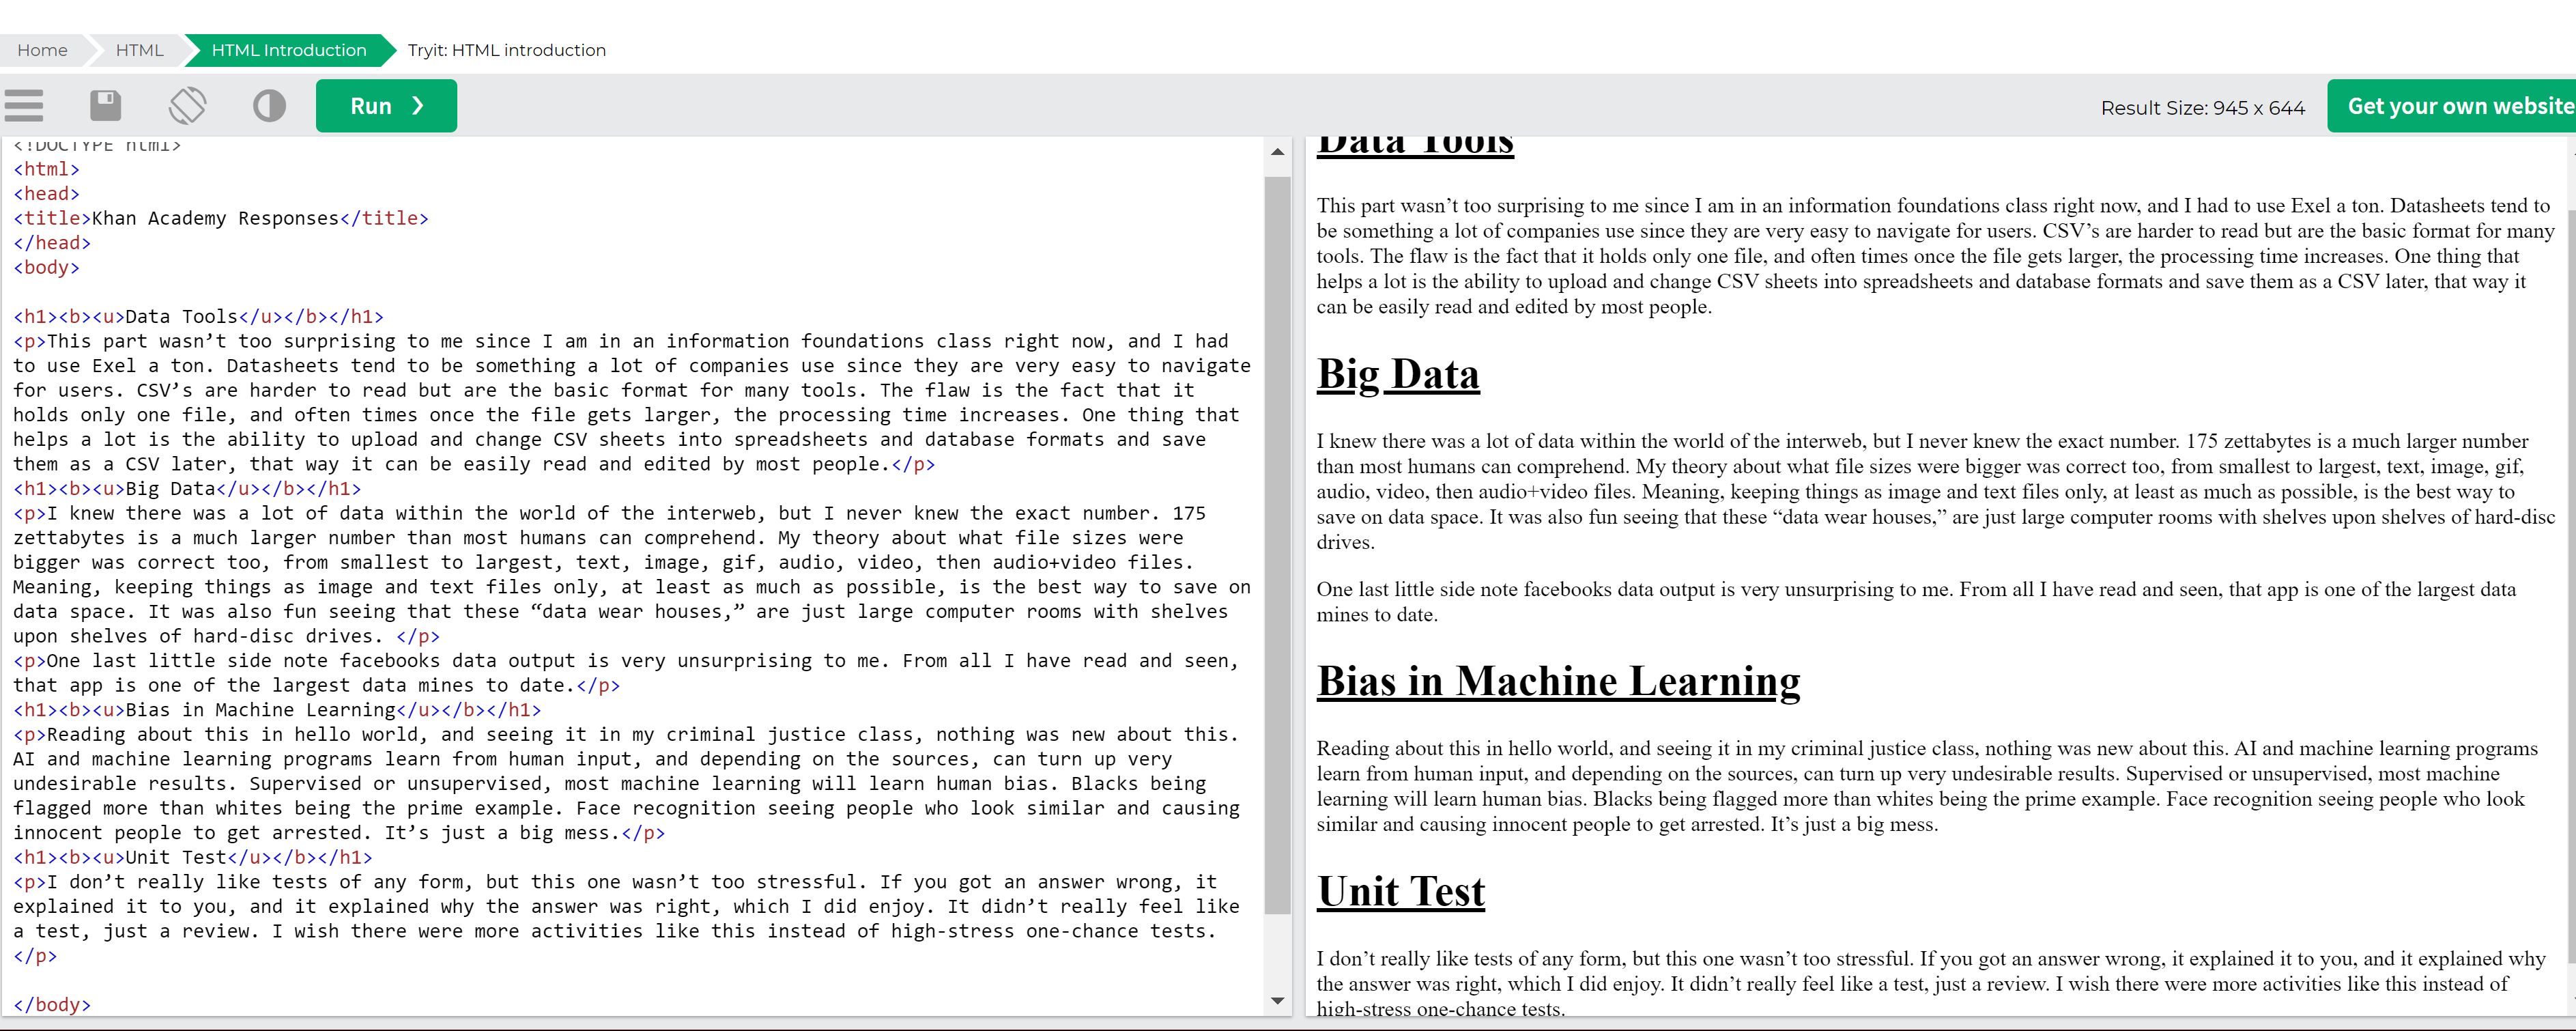 Home
HTML
HTML Introduction
Tryit: HTML introduction
Run ❯
Result Size: 945 x 644
Get your own website
<!DOCTYPE html>
<html>
<head>
<title>Khan Academy Responses</title>
</head>
<body>
<h1><b><u>Data Tools</u></b></h1>
<p>This part wasn’t too surprising to me since I am in an information foundations class right now, and I had
to use Exel a ton. Datasheets tend to be something a lot of companies use since they are very easy to navigate
for users. CSV’s are harder to read but are the basic format for many tools. The flaw is the fact that it
holds only one file, and often times once the file gets larger, the processing time increases. One thing that
helps a lot is the ability to upload and change CSV sheets into spreadsheets and database formats and save
them as a CSV later, that way it can be easily read and edited by most people.</p>
<h1><b><u>Big Data</u></b></h1>
<p>I knew there was a lot of data within the world of the interweb, but I never knew the exact number. 175
zettabytes is a much larger number than most humans can comprehend. My theory about what file sizes were
bigger was correct too, from smallest to largest, text, image, gif, audio, video, then audio+video files.
Meaning, keeping things as image and text files only, at least as much as possible, is the best way to save on
data space. It was also fun seeing that these “data wear houses,” are just large computer rooms with shelves
upon shelves of hard-disc drives. </p>
<p>One last little side note facebooks data output is very unsurprising to me. From all I have read and seen,
that app is one of the largest data mines to date.</p>
<h1><b><u>Bias in Machine Learning</u></b></h1>
<p>Reading about this in hello world, and seeing it in my criminal justice class, nothing was new about this.
AI and machine learning programs learn from human input, and depending on the sources, can turn up very
undesirable results. Supervised or unsupervised, most machine learning will learn human bias. Blacks being
flagged more than whites being the prime example. Face recognition seeing people who look similar and causing
innocent people to get arrested. It’s just a big mess.</p>
<h1><b><u>Unit Test</u></b></h1>
<p>I don’t really like tests of any form, but this one wasn’t too stressful. If you got an answer wrong, it
explained it to you, and it explained why the answer was right, which I did enjoy. It didn’t really feel like
a test, just a review. I wish there were more activities like this instead of high-stress one-chance tests.
</p>
</body>
Data Tools
This part wasn’t too surprising to me since I am in an information foundations class right now, and I had to use Exel a ton. Datasheets tend to
be something a lot of companies use since they are very easy to navigate for users. CSV’s are harder to read but are the basic format for many
tools. The flaw is the fact that it holds only one file, and often times once the file gets larger, the processing time increases. One thing that
helps a lot is the ability to upload and change CSV sheets into spreadsheets and database formats and save them as a CSV later, that way it
can be easily read and edited by most people.
Big Data
I knew there was a lot of data within the world of the interweb, but I never knew the exact number. 175 zettabytes is a much larger number
than most humans can comprehend. My theory about what file sizes were bigger was correct too, from smallest to largest, text, image, gif,
audio, video, then audio+video files. Meaning, keeping things as image and text files only, at least as much as possible, is the best way to
save on data space. It was also fun seeing that these “data wear houses,” are just large computer rooms with shelves upon shelves of hard-disc
drives.
One last little side note facebooks data output is very unsurprising to me. From all I have read and seen, that app is one of the largest data
mines to date.
Bias in Machine Learning
Reading about this in hello world, and seeing it in my criminal justice class, nothing was new about this. AI and machine learning programs
learn from human input, and depending on the sources, can turn up very undesirable results. Supervised or unsupervised, most machine
learning will learn human bias. Blacks being flagged more than whites being the prime example. Face recognition seeing people who look
similar and causing innocent people to get arrested. It’s just a big mess.
Unit Test
I don’t really like tests of any form, but this one wasn’t too stressful. If you got an answer wrong, it explained it to you, and it explained why
the answer was right, which I did enjoy. It didn’t really feel like a test, just a review. I wish there were more activities like this instead of
high-stress one-chance tests.